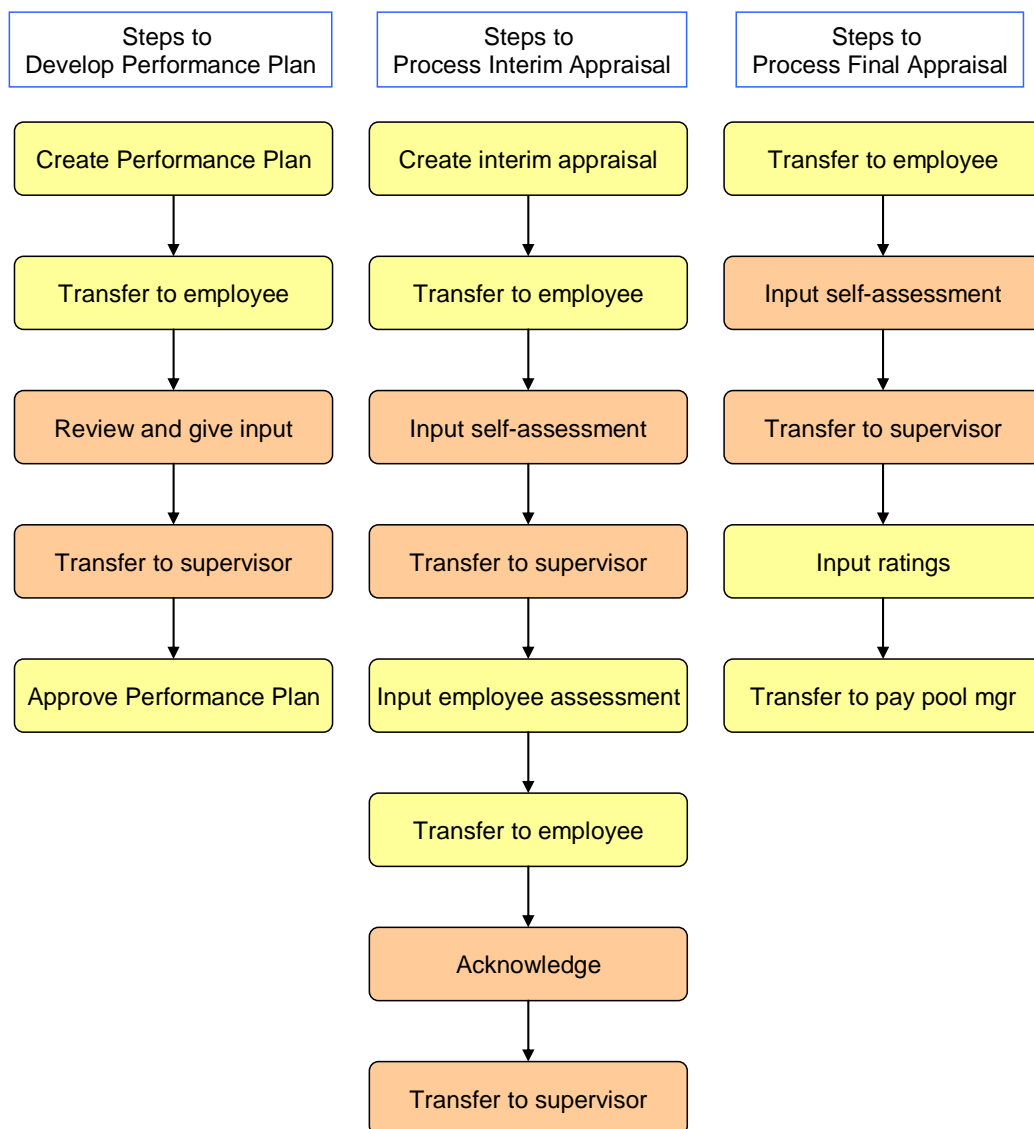 Steps to
Develop Performance Plan
Create Performance Plan
Transfer to employee
Review and give input
Transfer to supervisor
Approve Performance Plan
Steps to
Process Interim Appraisal
Create interim appraisal
Transfer to employee
Input self-assessment
Transfer to supervisor
Input employee assessment
Transfer to employee
Acknowledge
Transfer to supervisor
Steps to
Process Final Appraisal
Transfer to employee
Input self-assessment
Transfer to supervisor
Input ratings
Transfer to pay pool mgr